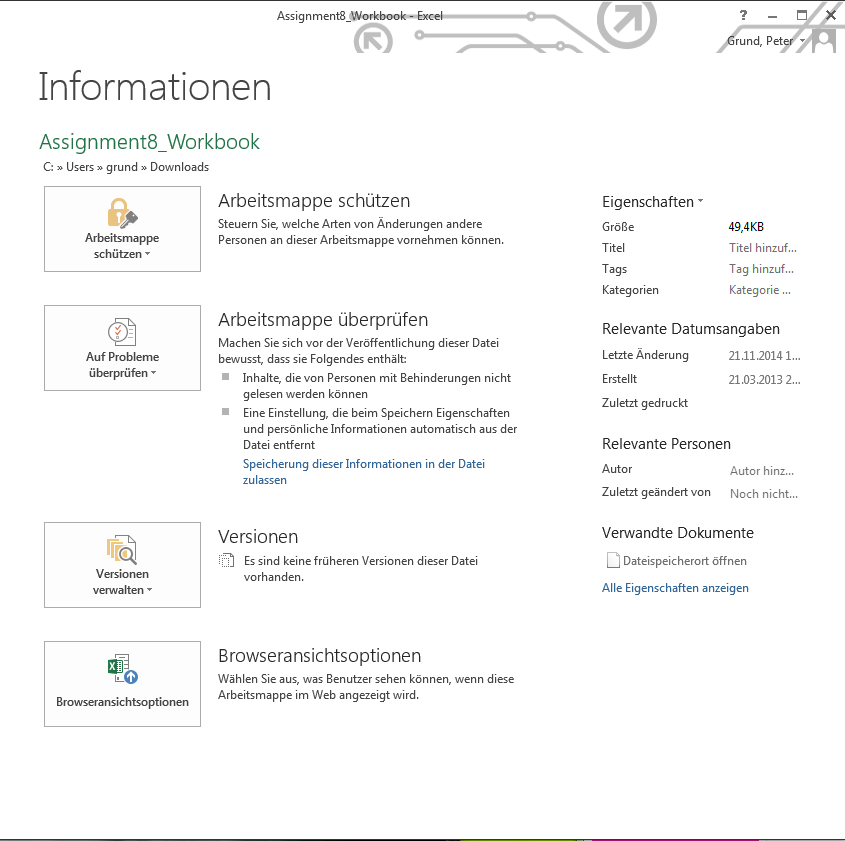 Assignment8_Workbook - Excel
?
Grund, Peter
Informationen
Assignment8_Workbook
C: » Users » grund » Downloads
Arbeitsmappe
schützen
Arbeitsmappe schützen
Steuern Sie, welche Arten von Änderungen andere
Personen an dieser Arbeitsmappe vornehmen können.
Auf Probleme
überprüfen
Arbeitsmappe überprüfen
Machen Sie sich vor der Veröffentlichung dieser Datei
bewusst, dass sie Folgendes enthält:
Inhalte, die von Personen mit Behinderungen nicht
gelesen werden können
Eine Einstellung, die beim Speichern Eigenschaften
und persönliche Informationen automatisch aus der
Datei entfernt
Speicherung dieser Informationen in der Datei
zulassen
Versionen
verwalten
Versionen
Es sind keine früheren Versionen dieser Datei
vorhanden.
Browseransichtsoptionen
Browseransichtsoptionen
Wählen Sie aus, was Benutzer sehen können, wenn diese
Arbeitsmappe im Web angezeigt wird.
Eigenschaften
Größe 49,4KB
Titel Titel hinzuf...
Tags Tag hinzuf...
Kategorien Kategorie ...
Relevante Datumsangaben
Letzte Änderung 21.11.2014 1...
Erstellt 21.03.2013 2...
Zuletzt gedruckt
Relevante Personen
Autor Autor hinz...
Zuletzt geändert von Noch nicht...
Verwandte Dokumente
Dateispeicherort öffnen
Alle Eigenschaften anzeigen